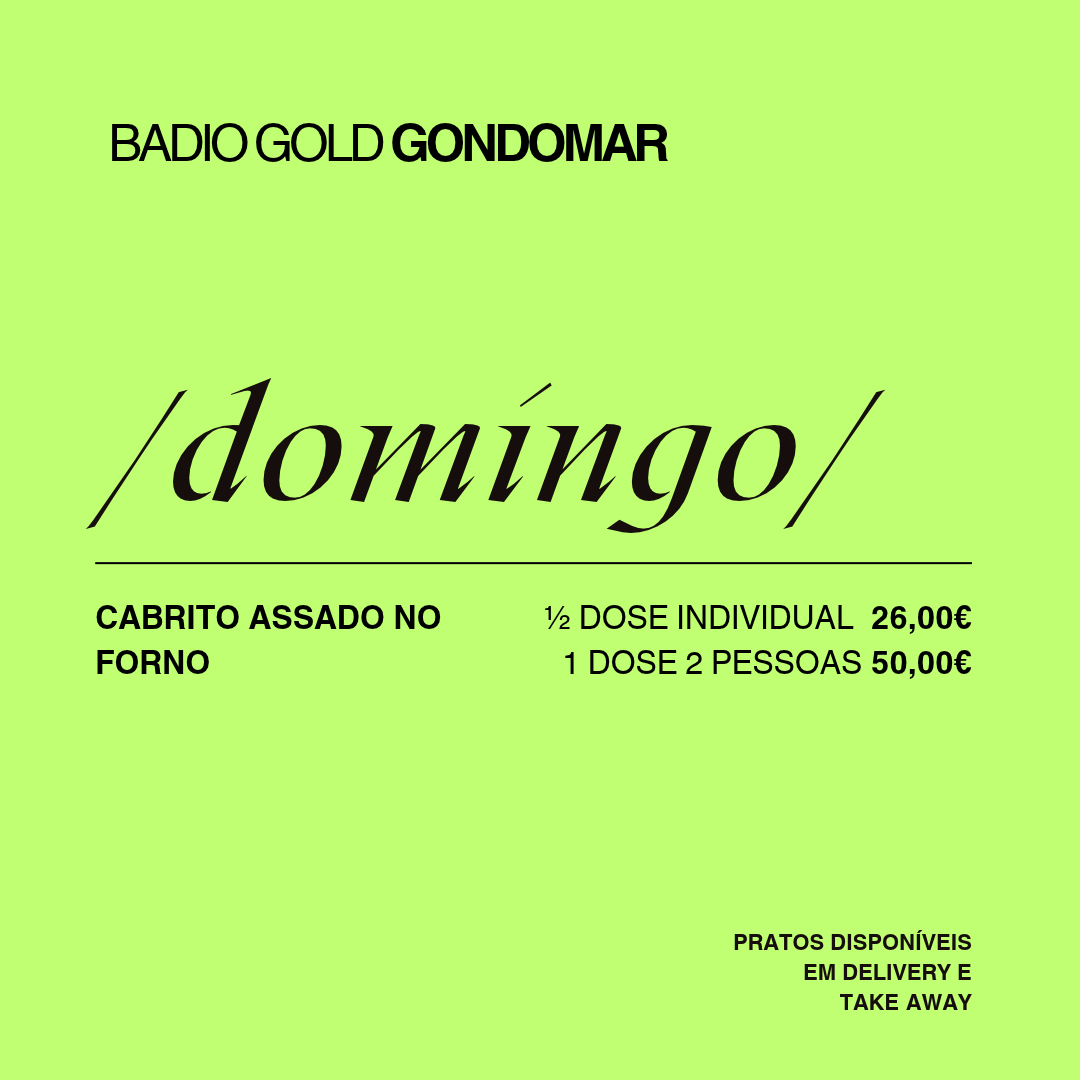 BADIO GOLD GONDOMAR
/domingo/
CABRITO ASSADO NO
FORNO
½ DOSE INDIVIDUAL 26,00€
1 DOSE 2 PESSOAS 50,00€
PRATOS DISPONÍVEIS
EM DELIVERY E
TAKE AWAY